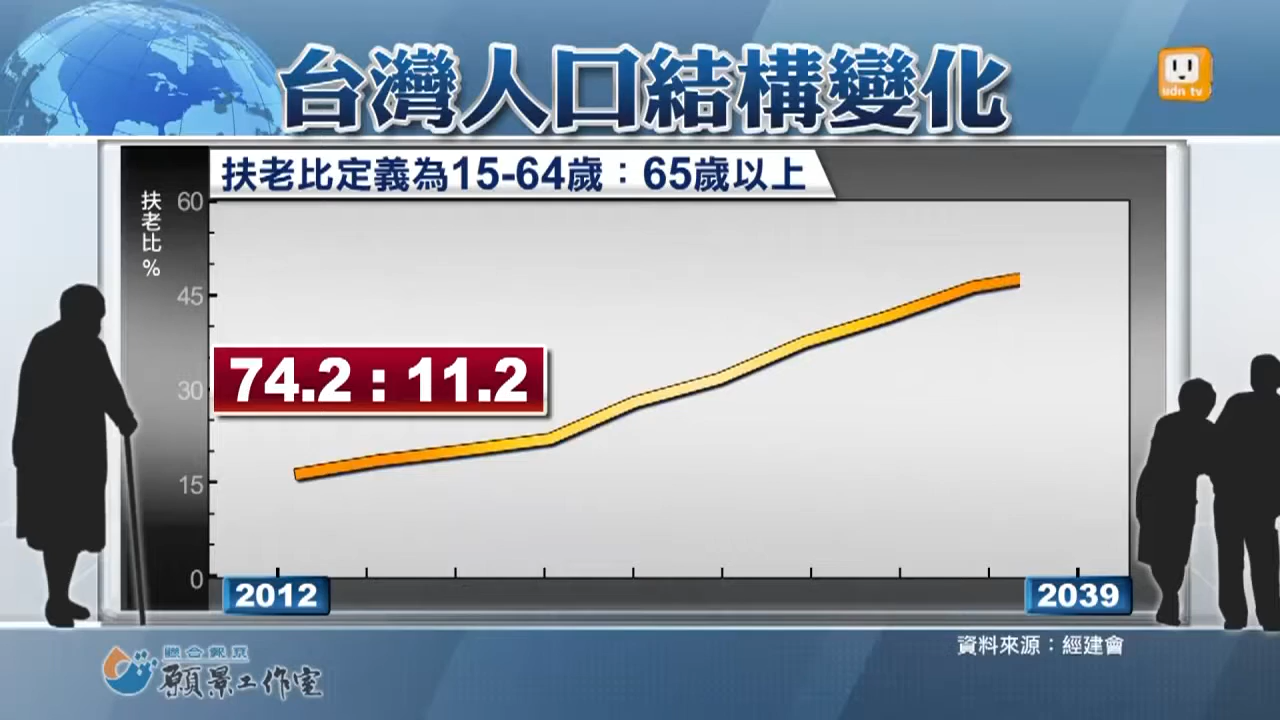 台灣人口結構變化
udn tv
扶老比定義為15-64歲：65歲以上
扶老比%
60
45
30
15
0
74.2 : 11.2
2012
2039
資料來源：經建會
聯合報系
願景工作室